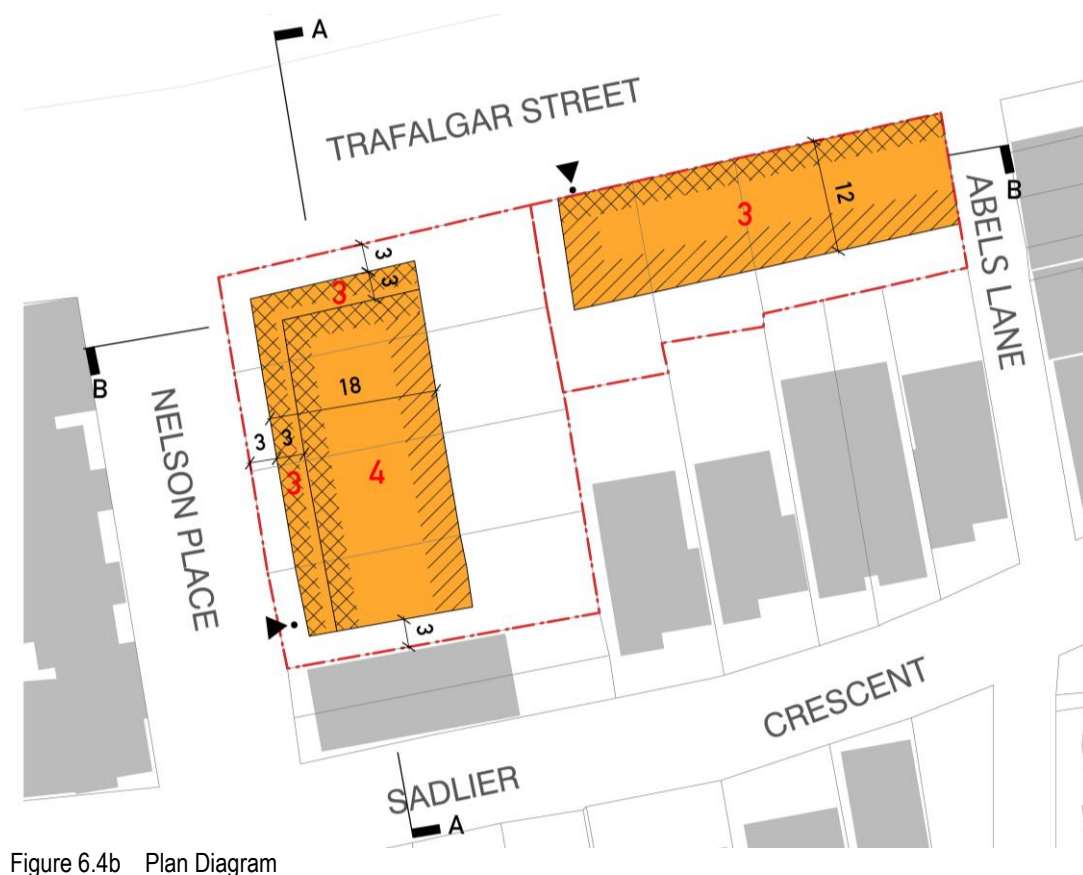 A
TRAFALGAR STREET
B
ABELS LANE
12
3
3
3
3
B
18
3
3
3
4
NELSON PLACE
3
CRESCENT
SADLIER
A
Figure 6.4b Plan Diagram